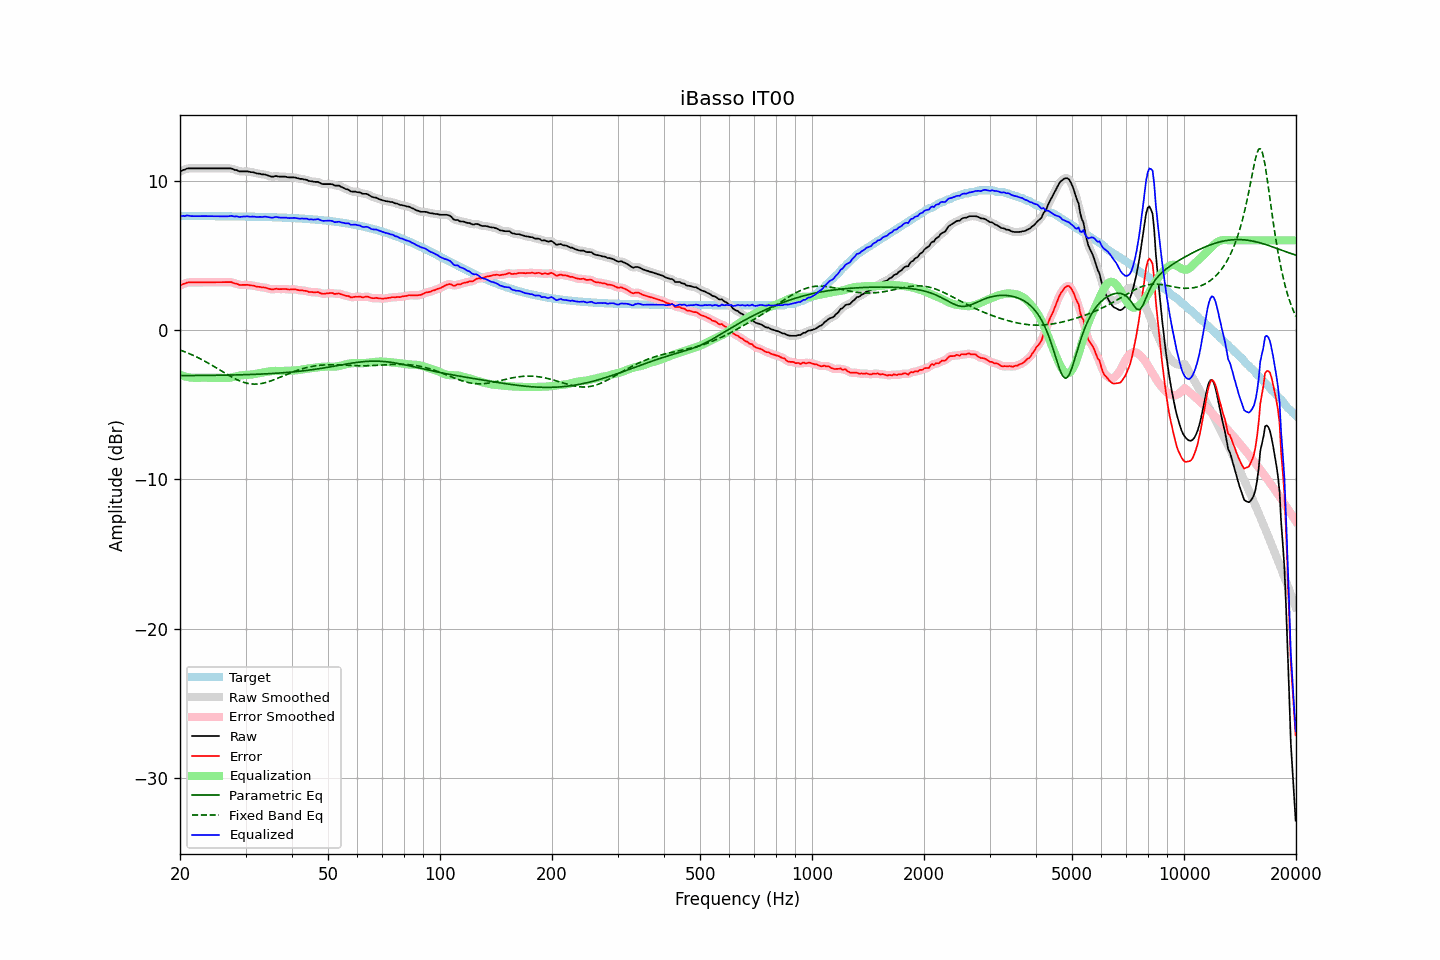 iBasso IT00
Amplitude (dBr)
10
0
−10
−20
−30
Target
Raw Smoothed
Error Smoothed
Raw
Error
Equalization
Parametric Eq
Fixed Band Eq
Equalized
20 50 100 200 500 1000 2000 5000 10000 20000
Frequency (Hz)